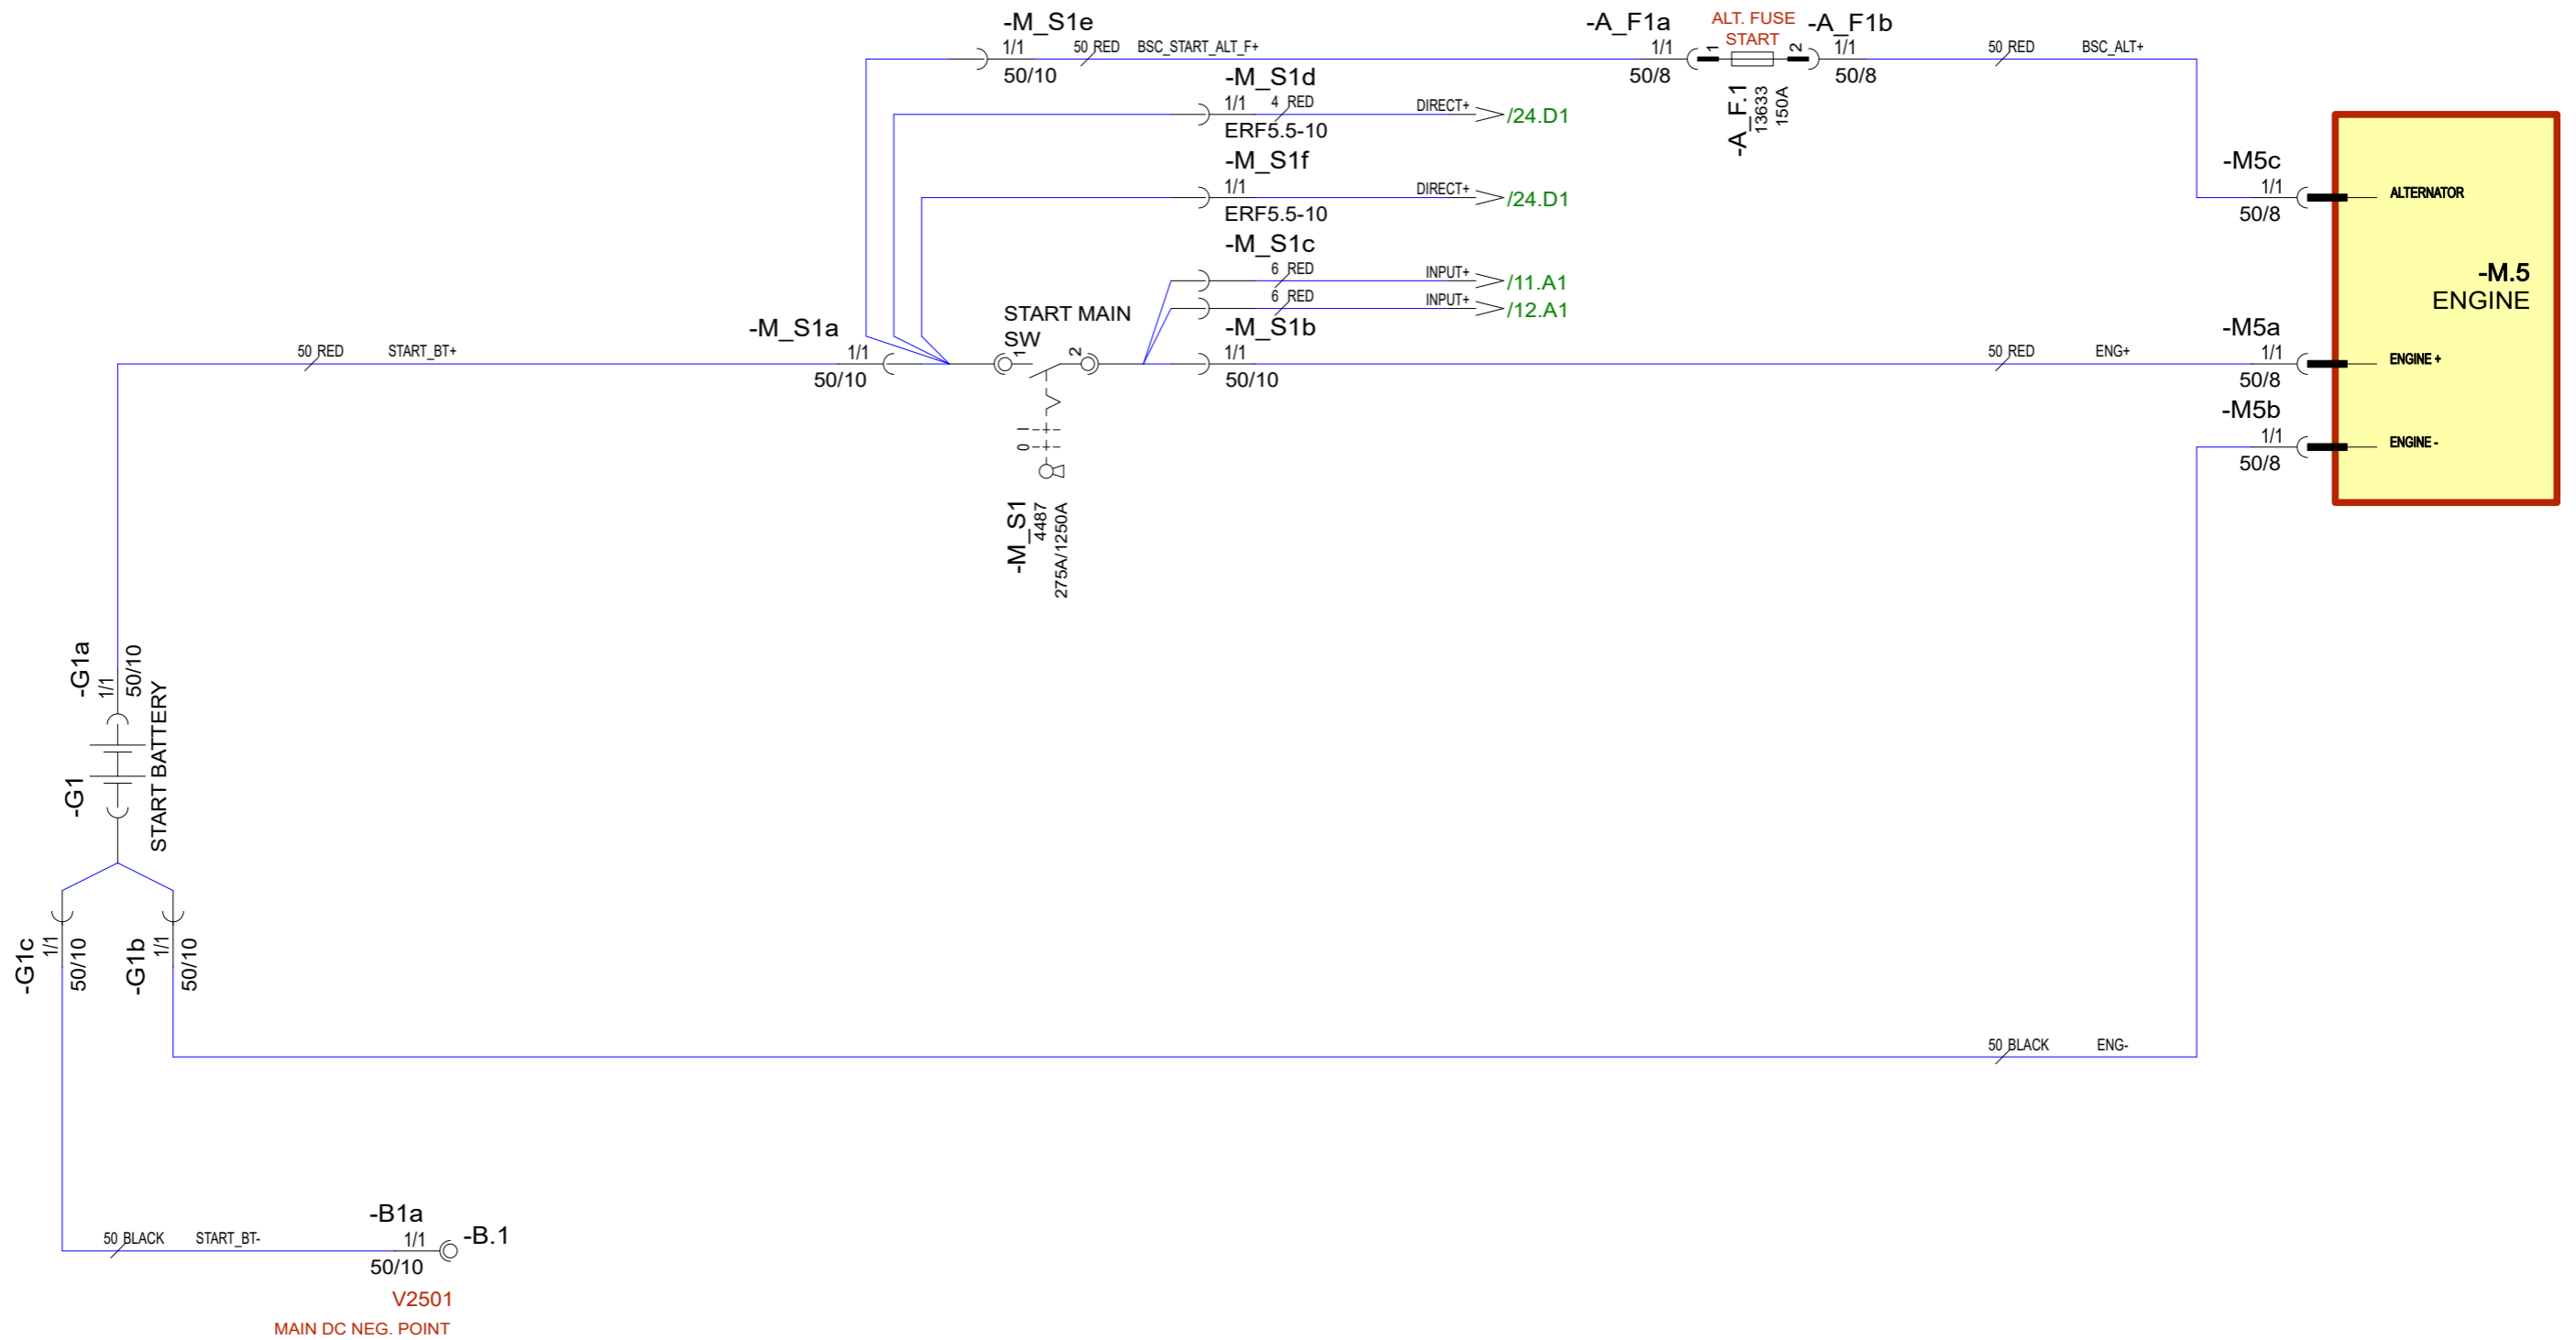 -M_S1e
1/1
50 RED BSC_START_ALT_F+
50/10
-A_F1a
1/1
50/8
ALT. FUSE
START
1 2
-A_F.1
13633
150A
-A_F1b
1/1
50/8
50 RED BSC_ALT+
-M_S1d
1/1 4 RED DIRECT+ /24.D1
ERF5.5-10
-M_S1f
1/1 DIRECT+ /24.D1
ERF5.5-10
-M_S1c
6 RED INPUT+ /11.A1
6 RED INPUT+ /12.A1
-M_S1b
1/1
50/10
50 RED ENG+
-M5c
1/1
50/8
ALTERNATOR
-M.5
ENGINE
-M5a
1/1
50/8
ENGINE +
-M5b
1/1
50/8
ENGINE -
START MAIN
SW
1 2
0 1
-M_S1
4487
275A/1250A
-M_S1a
1/1
50/10
50 RED START_BT+
-G1a
1/1
50/10
-G1
START BATTERY
-G1c
1/1
50/10
-G1b
1/1
50/10
50 BLACK ENG-
50 BLACK START_BT-
-B1a
1/1
50/10
-B.1
V2501
MAIN DC NEG. POINT